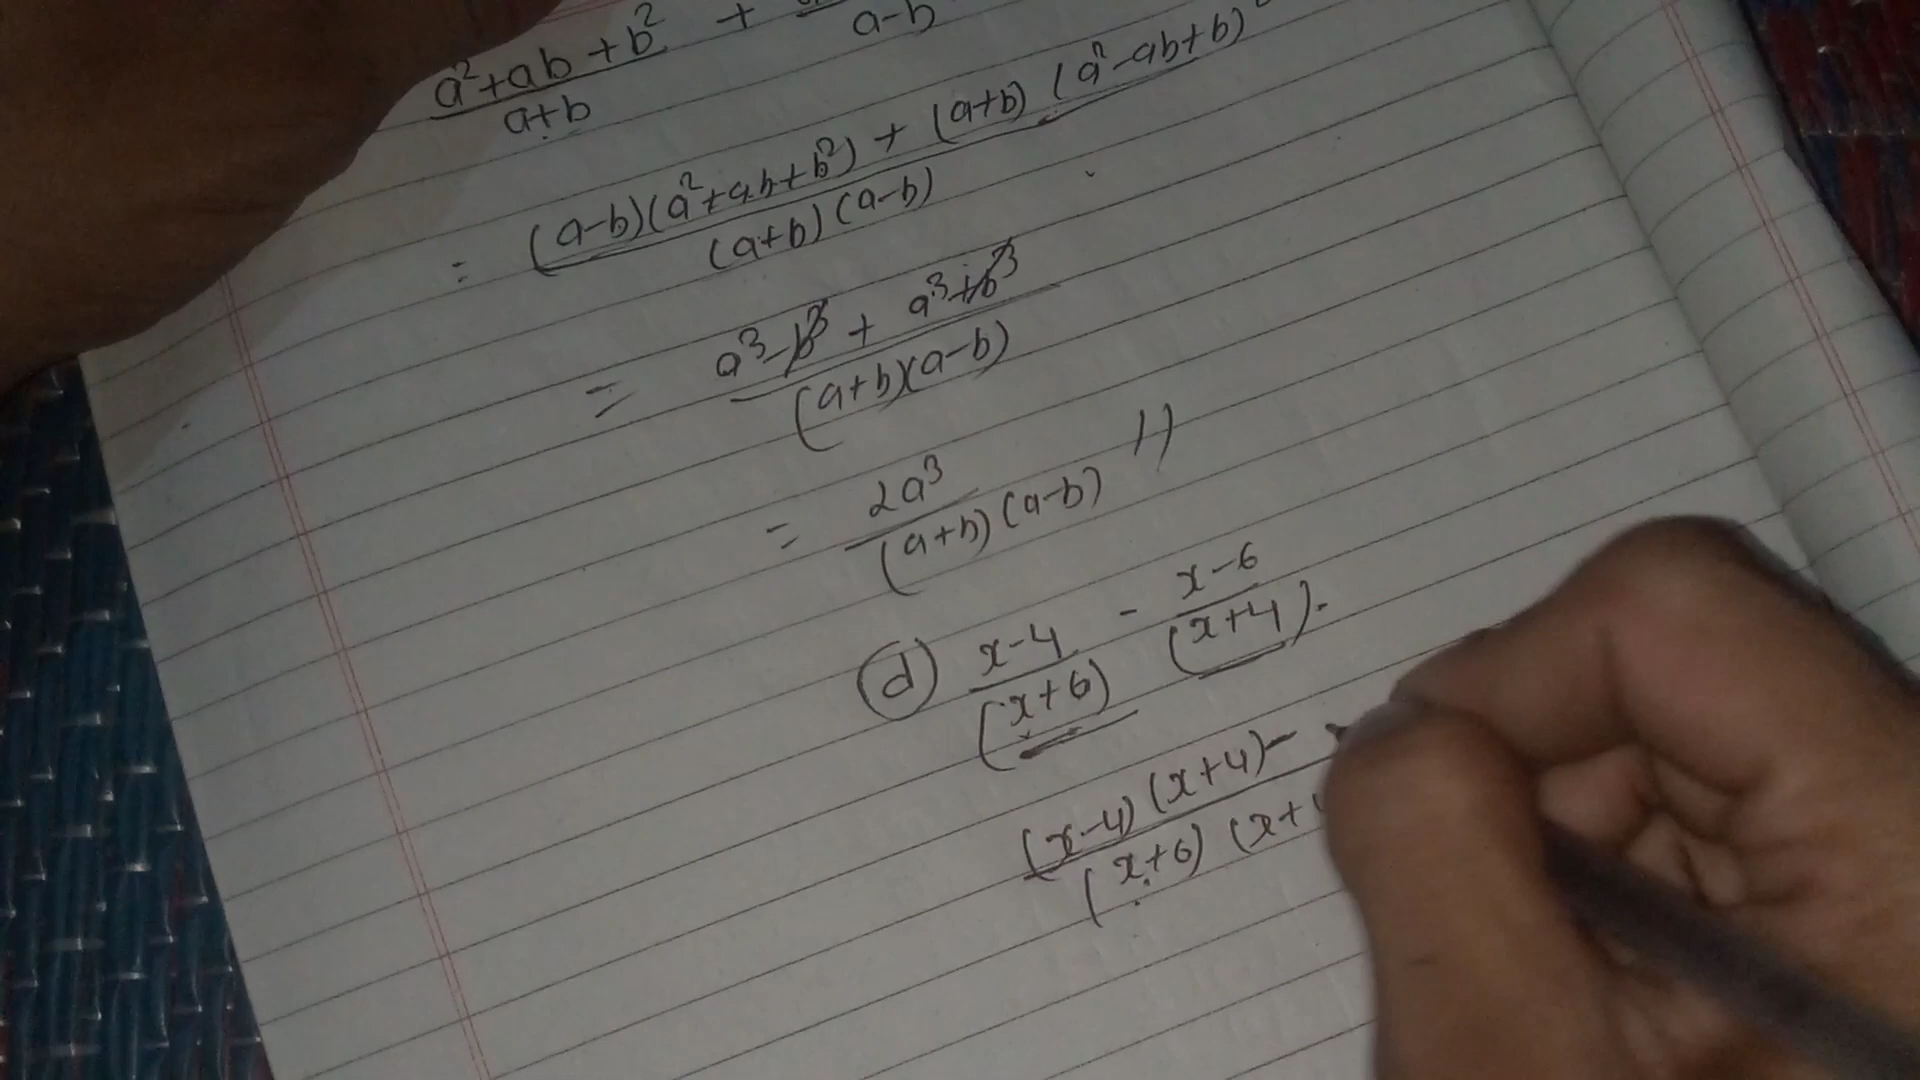 a²+ab+b² +
a+b a-b
= (a-b)(a²+ab+b²) + (a+b) (a²-ab+b)²
(a+b) (a-b)
= a³-b³ + a³+b³
(a+b)(a-b)
= 2a³
(a+b) (a-b) //
(d) x-4 - x-6
(x+6) (x+4).
(x-4) (x+4) -
(x+6) (x+